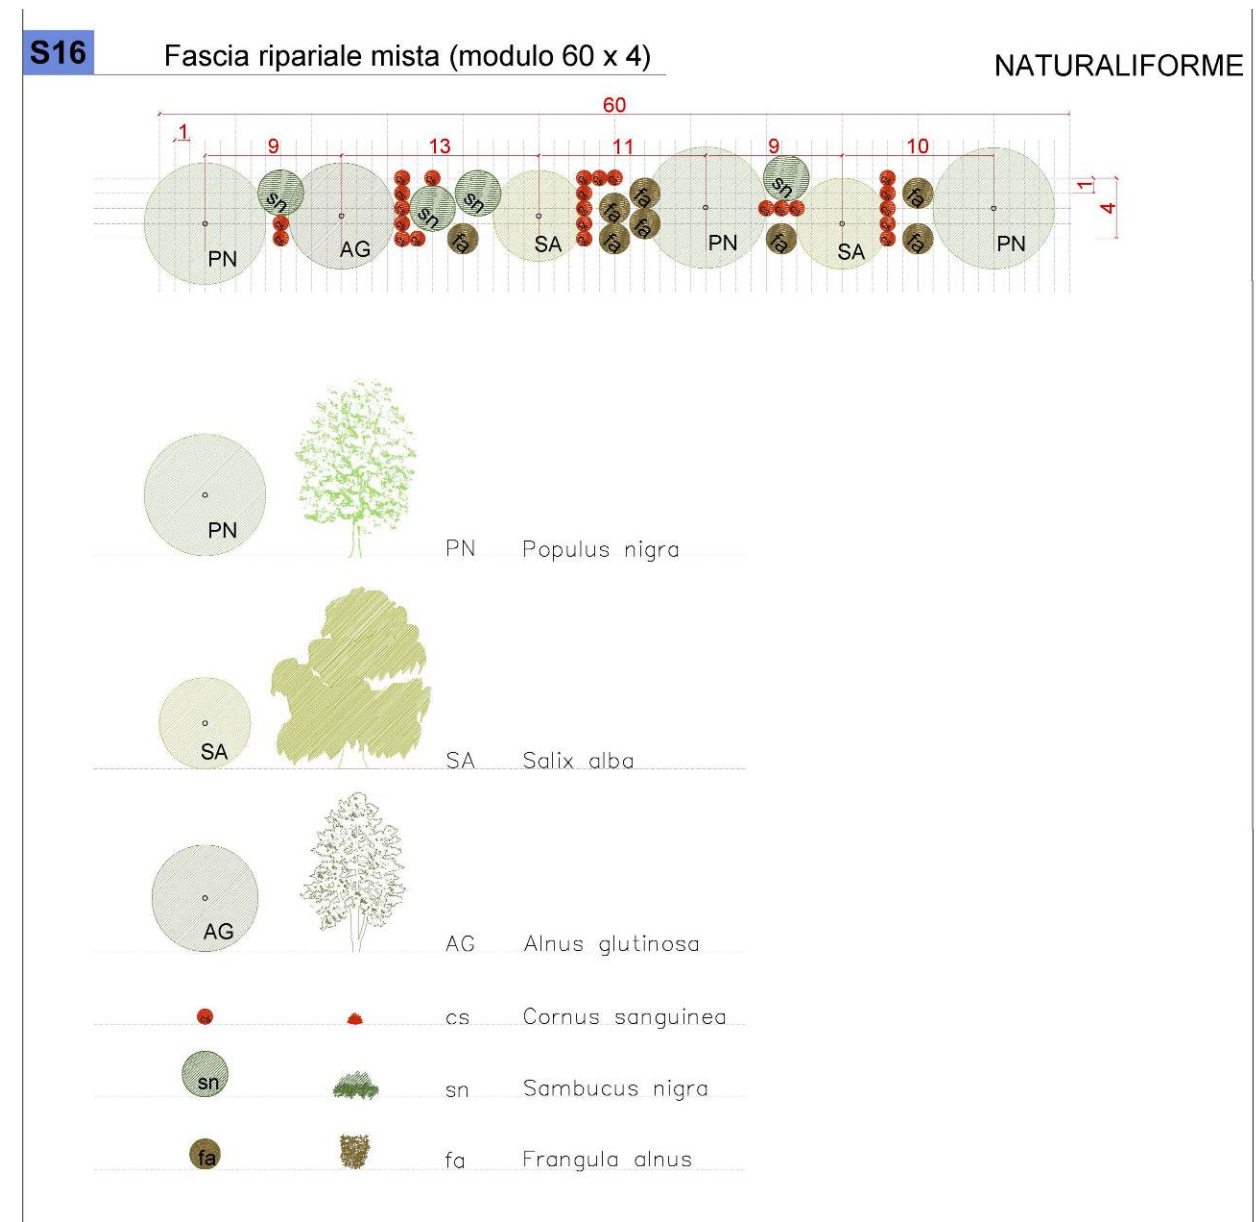 S16 Fascia ripariale mista (modulo 60 x 4)
NATURALIFORME
60
1 9 13 11 9 10
sn sn sn fa fa fa fa fa sn fa fa fa 1 4
PN AG SA PN SA PN
PN
PN Populus nigra
SA
SA Salix alba
AG
AG Alnus glutinosa
cs Cornus sanguinea
sn
sn Sambucus nigra
fa
fa Frangula alnus